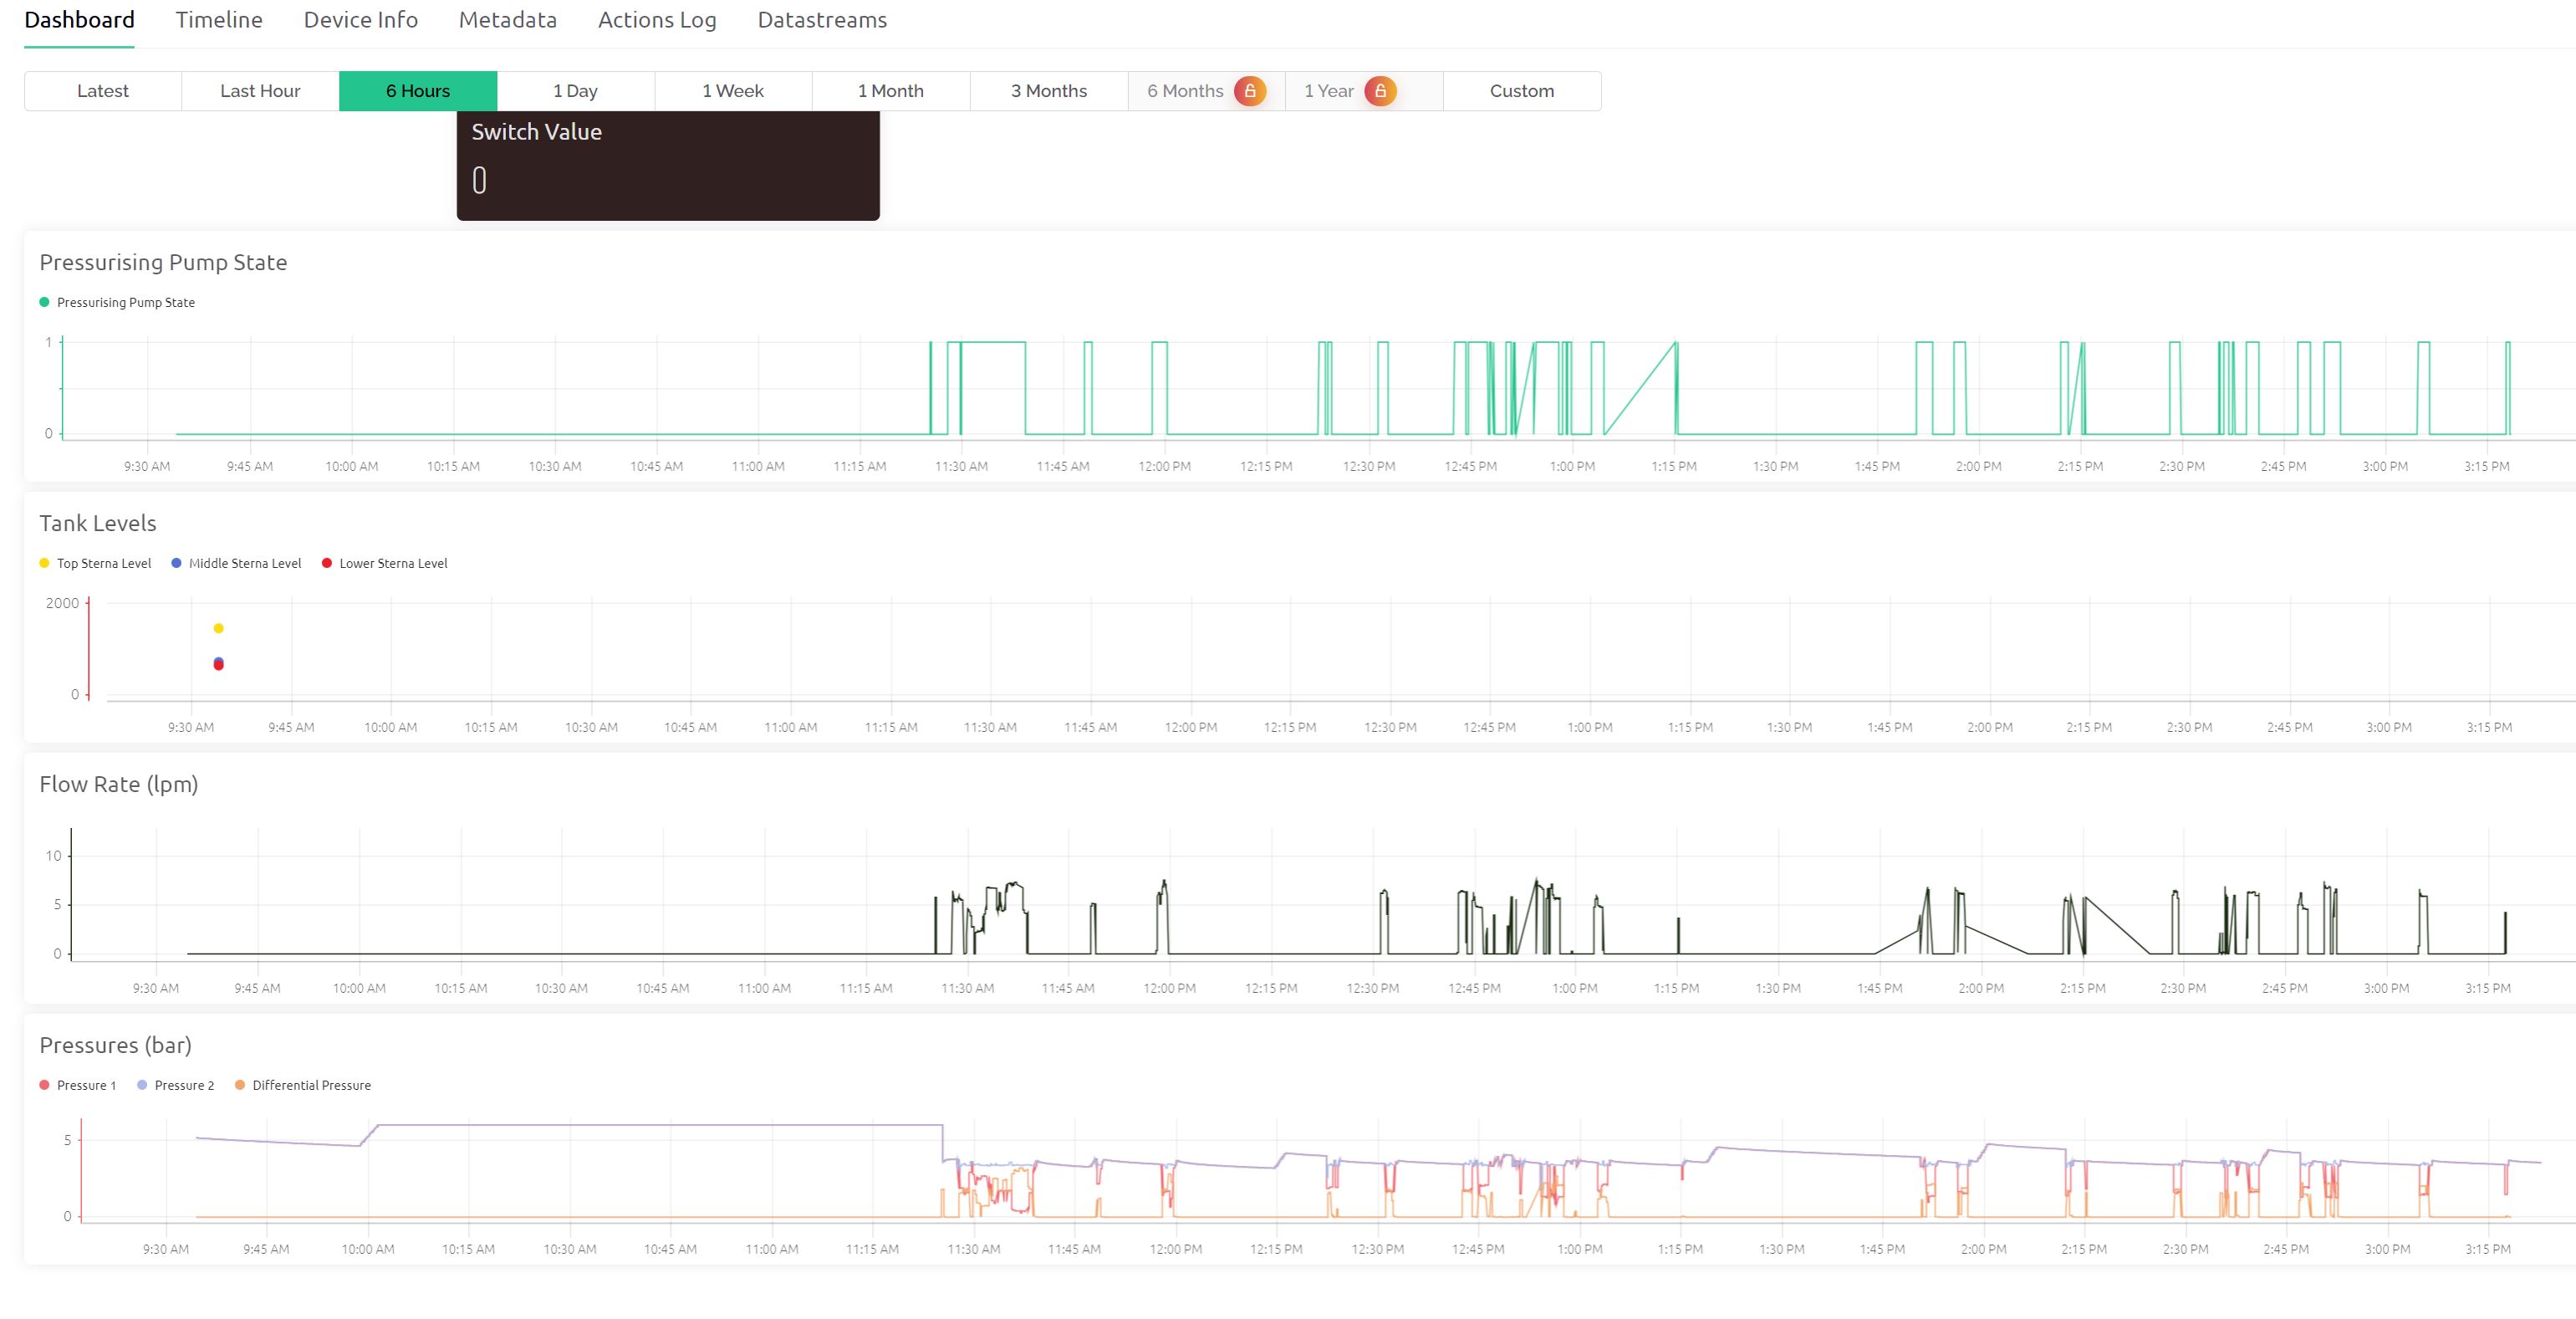 Dashboard Timeline Device Info Metadata Actions Log Datastreams
Latest Last Hour 6 Hours 1 Day 1 Week 1 Month 3 Months 6 Months 1 Year Custom
Switch Value
0
Pressurising Pump State
Pressurising Pump State
1
0
9:30 AM 9:45 AM 10:00 AM 10:15 AM 10:30 AM 10:45 AM 11:00 AM 11:15 AM 11:30 AM 11:45 AM 12:00 PM 12:15 PM 12:30 PM 12:45 PM 1:00 PM 1:15 PM 1:30 PM 1:45 PM 2:00 PM 2:15 PM 2:30 PM 2:45 PM 3:00 PM 3:15 PM
Tank Levels
Top Sterna Level Middle Sterna Level Lower Sterna Level
2000
0
9:30 AM 9:45 AM 10:00 AM 10:15 AM 10:30 AM 10:45 AM 11:00 AM 11:15 AM 11:30 AM 11:45 AM 12:00 PM 12:15 PM 12:30 PM 12:45 PM 1:00 PM 1:15 PM 1:30 PM 1:45 PM 2:00 PM 2:15 PM 2:30 PM 2:45 PM 3:00 PM 3:15 PM
Flow Rate (lpm)
10
5
0
9:30 AM 9:45 AM 10:00 AM 10:15 AM 10:30 AM 10:45 AM 11:00 AM 11:15 AM 11:30 AM 11:45 AM 12:00 PM 12:15 PM 12:30 PM 12:45 PM 1:00 PM 1:15 PM 1:30 PM 1:45 PM 2:00 PM 2:15 PM 2:30 PM 2:45 PM 3:00 PM 3:15 PM
Pressures (bar)
Pressure 1 Pressure 2 Differential Pressure
5
0
9:30 AM 9:45 AM 10:00 AM 10:15 AM 10:30 AM 10:45 AM 11:00 AM 11:15 AM 11:30 AM 11:45 AM 12:00 PM 12:15 PM 12:30 PM 12:45 PM 1:00 PM 1:15 PM 1:30 PM 1:45 PM 2:00 PM 2:15 PM 2:30 PM 2:45 PM 3:00 PM 3:15 PM